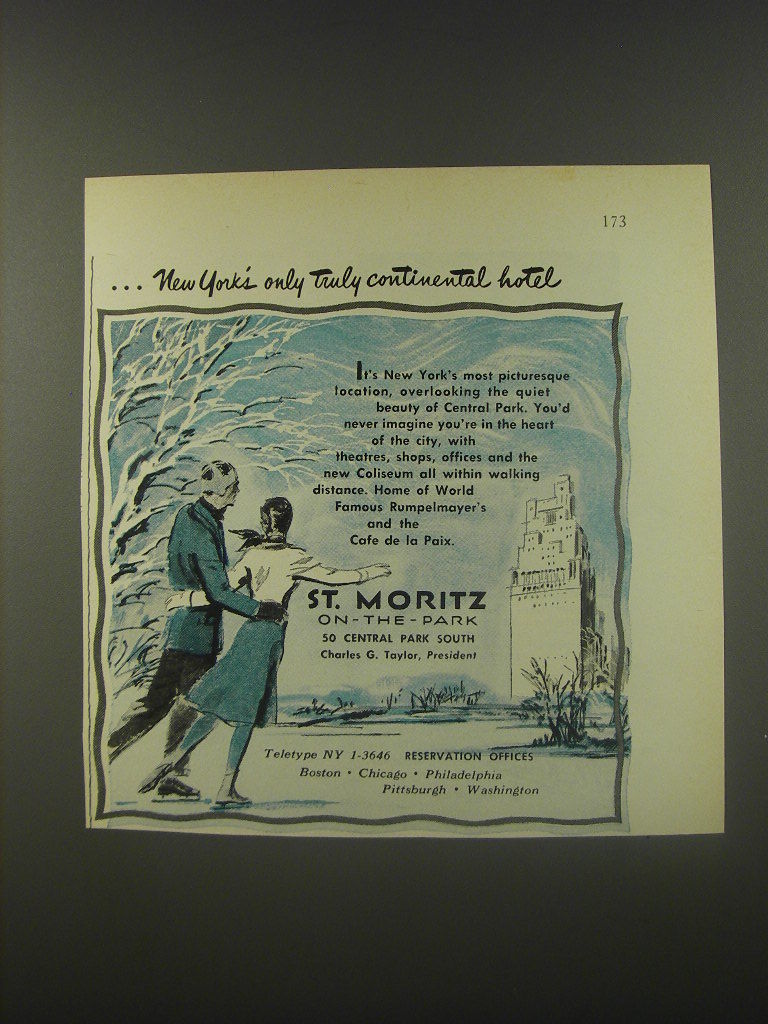 173
... New York's only truly continental hotel
It's New York's most picturesque
location, overlooking the quiet
beauty of Central Park. You'd
never imagine you're in the heart
of the city, with
theatres, shops, offices and the
new Coliseum all within walking
distance. Home of World
Famous Rumpelmayer's
and the
Cafe de la Paix.
ST. MORITZ
ON-THE-PARK
50 CENTRAL PARK SOUTH
Charles G. Taylor, President
Teletype NY 1-3646 RESERVATION OFFICES
Boston • Chicago • Philadelphia
Pittsburgh • Washington